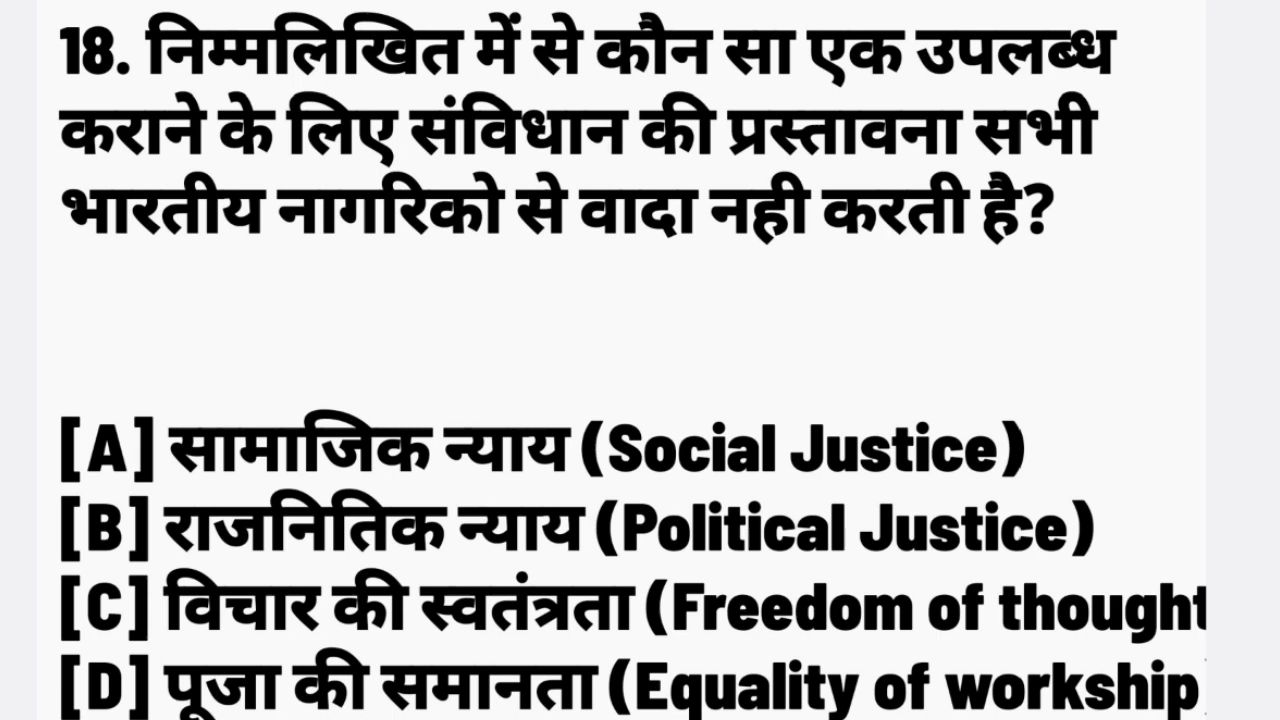 18. निम्मलिखित में से कौन सा एक उपलब्ध
कराने के लिए संविधान की प्रस्तावना सभी
भारतीय नागरिको से वादा नही करती है?
[A] सामाजिक न्याय (Social Justice)
[B] राजनितिक न्याय (Political Justice)
[C] विचार की स्वतंत्रता (Freedom of thought
[D] पूजा की समानता (Equality of workship